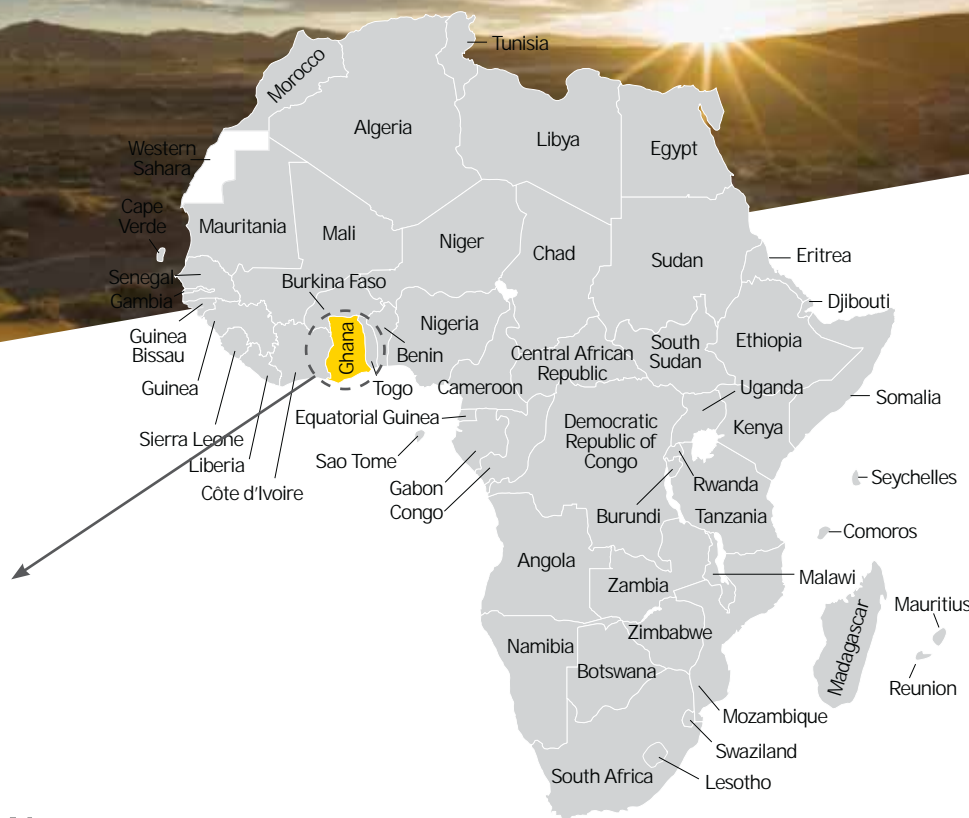 Tunisia
Morocco
Algeria
Libya
Egypt
Western
Sahara
Cape
Verde
Mauritania
Mali
Niger
Chad
Sudan
Eritrea
Senegal
Gambia
Burkina Faso
Djibouti
Guinea
Bissau
Ghana
Nigeria
Benin
Central African
Republic
South
Sudan
Ethiopia
Guinea
Togo
Cameroon
Uganda
Somalia
Equatorial Guinea
Democratic
Republic of
Congo
Kenya
Sierra Leone
Liberia
Sao Tome
Côte d'Ivoire
Gabon
Congo
Rwanda
Seychelles
Burundi
Tanzania
Comoros
Angola
Zambia
Malawi
Madagascar
Mauritius
Zimbabwe
Namibia
Botswana
Reunion
Mozambique
Swaziland
South Africa
Lesotho